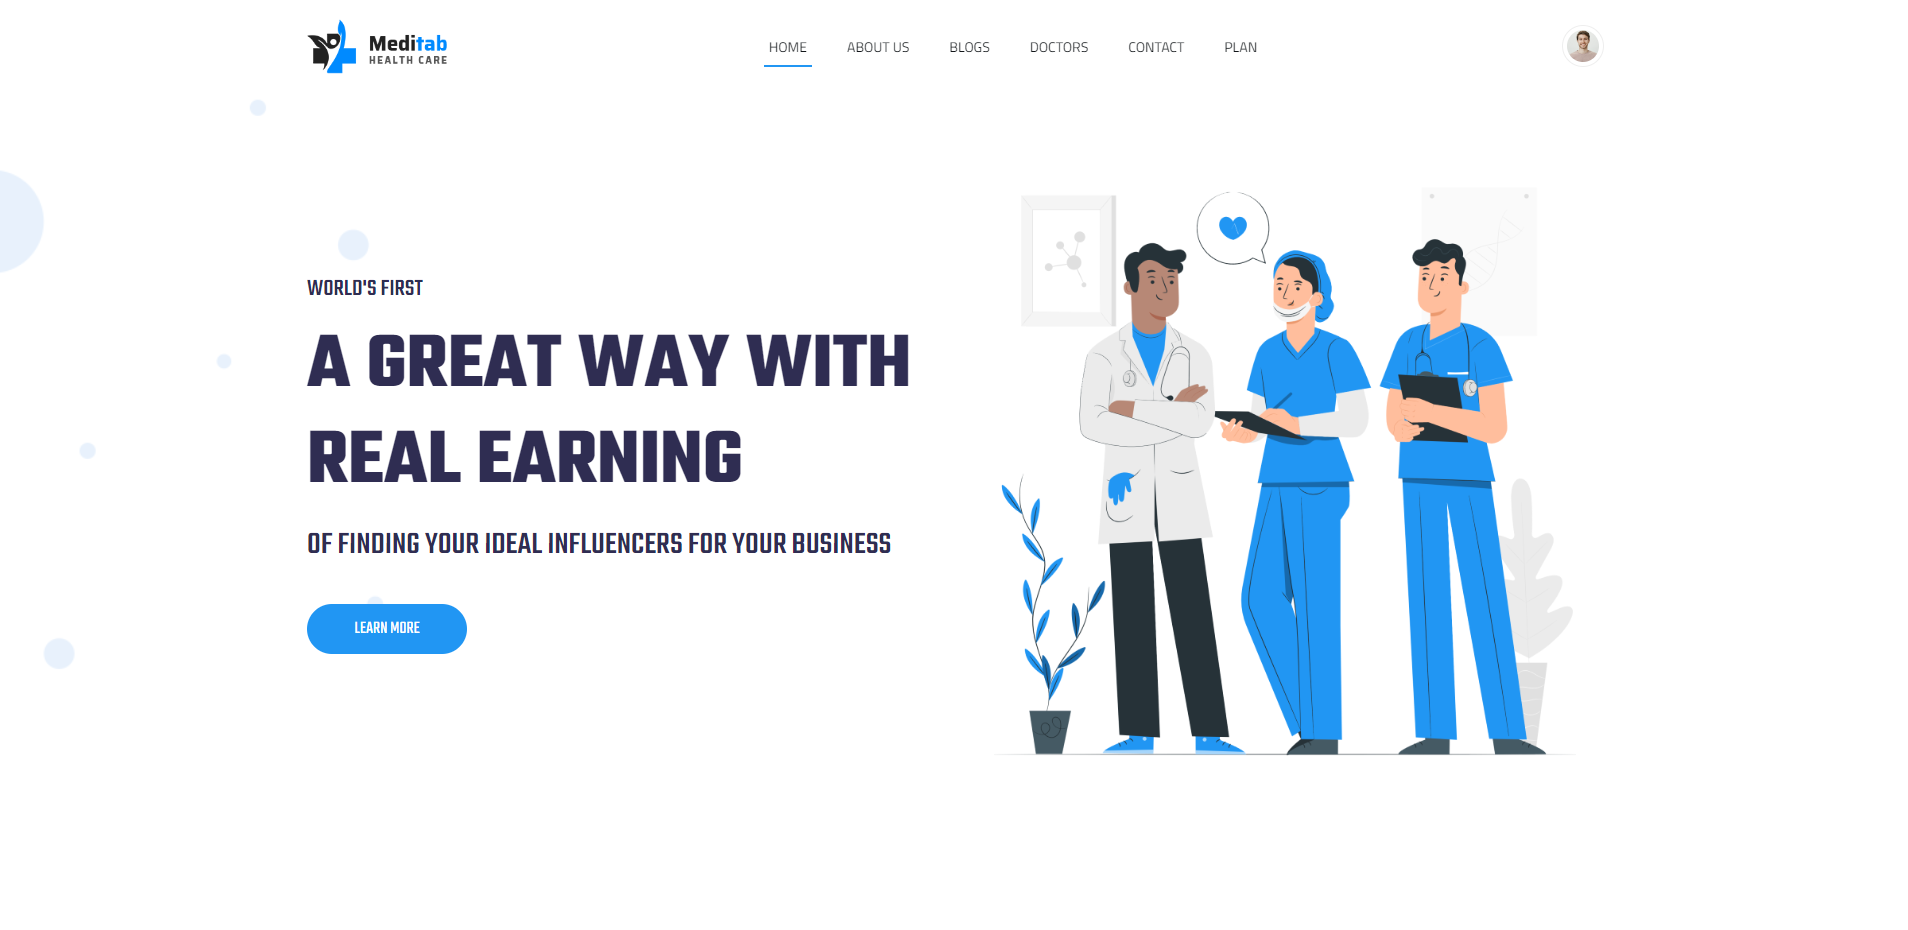 Meditab
HEALTH CARE
HOME ABOUT US BLOGS DOCTORS CONTACT PLAN
WORLD'S FIRST
A GREAT WAY WITH
REAL EARNING
OF FINDING YOUR IDEAL INFLUENCERS FOR YOUR BUSINESS
LEARN MORE